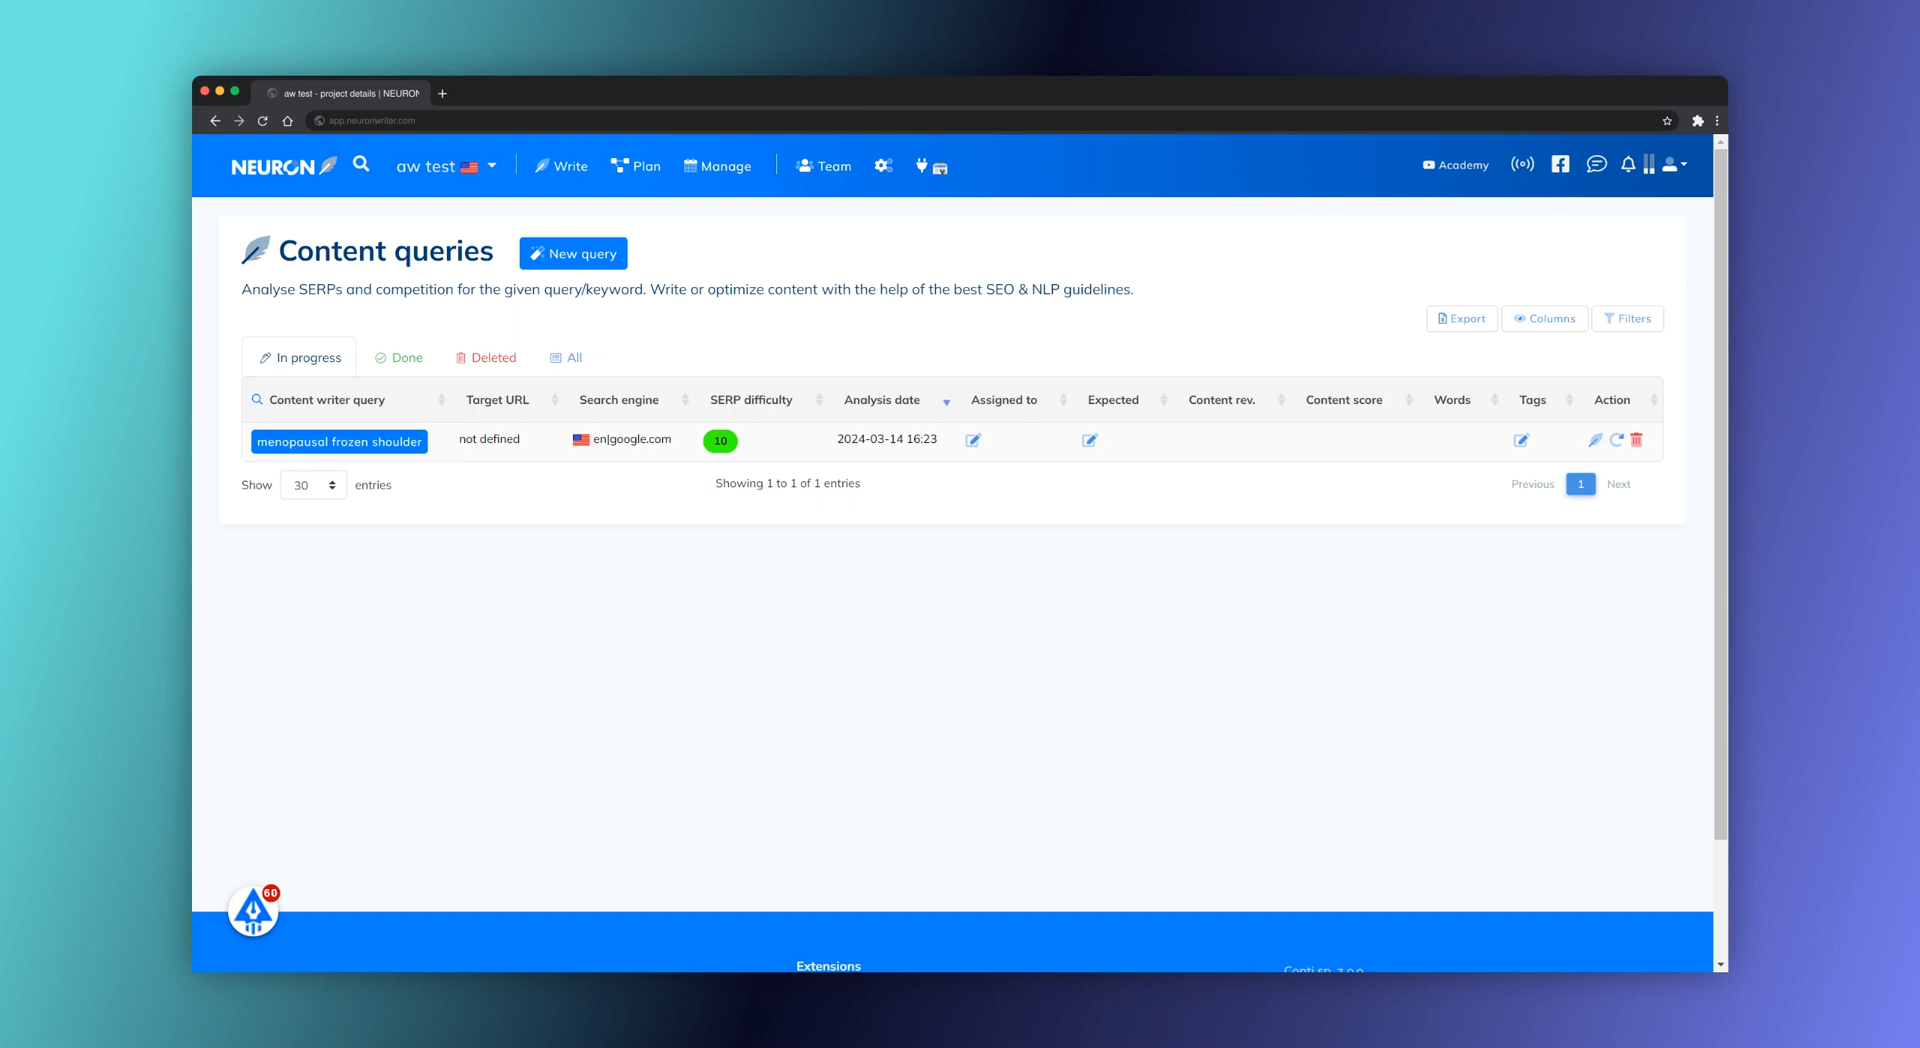 aw test - project details | NEURON
app.neuronwriter.com
NEURON aw test Write Plan Manage Team Academy
Content queries New query
Analyse SERPs and competition for the given query/keyword. Write or optimize content with the help of the best SEO & NLP guidelines.
Export Columns Filters
In progress Done Deleted All
Content writer query Target URL Search engine SERP difficulty Analysis date Assigned to Expected Content rev. Content score Words Tags Action
menopausal frozen shoulder not defined en|google.com 10 2024-03-14 16:23
Show 30 entries Showing 1 to 1 of 1 entries Previous 1 Next
60
Extensions
Conti sp. z o.o.